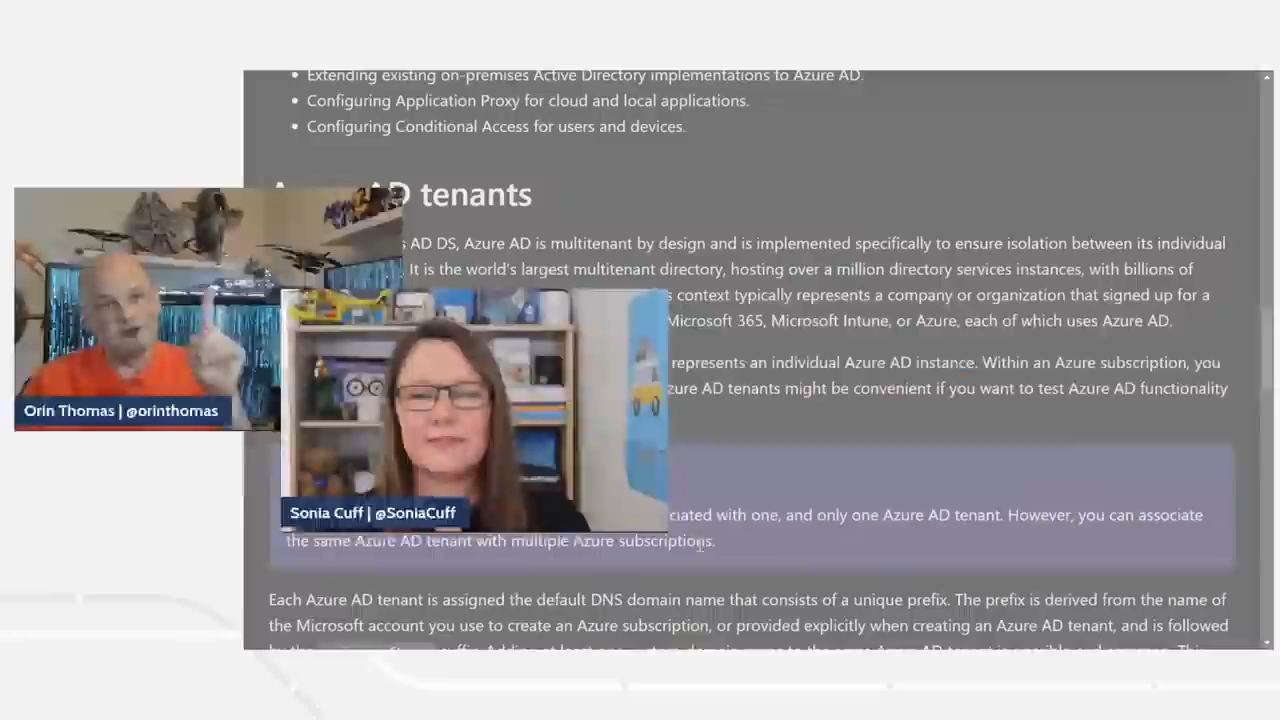 Extending existing on-premises Active Directory implementations to Azure AD.
Configuring Application Proxy for cloud and local applications.
Configuring Conditional Access for users and devices.
AD tenants
AD DS, Azure AD is multitenant by design and is implemented specifically to ensure isolation between its individual
It is the world's largest multitenant directory, hosting over a million directory services instances, with billions of
context typically represents a company or organization that signed up for a
Microsoft 365, Microsoft Intune, or Azure, each of which uses Azure AD.
represents an individual Azure AD instance. Within an Azure subscription, you
AD tenants might be convenient if you want to test Azure AD functionality
Orin Thomas | @orinthomas
Sonia Cuff | @SoniaCuff
with one, and only one Azure AD tenant. However, you can associate
the same Azure AD tenant with multiple Azure subscriptions.
Each Azure AD tenant is assigned the default DNS domain name that consists of a unique prefix. The prefix is derived from the name of
the Microsoft account you use to create an Azure subscription, or provided explicitly when creating an Azure AD tenant, and is followed